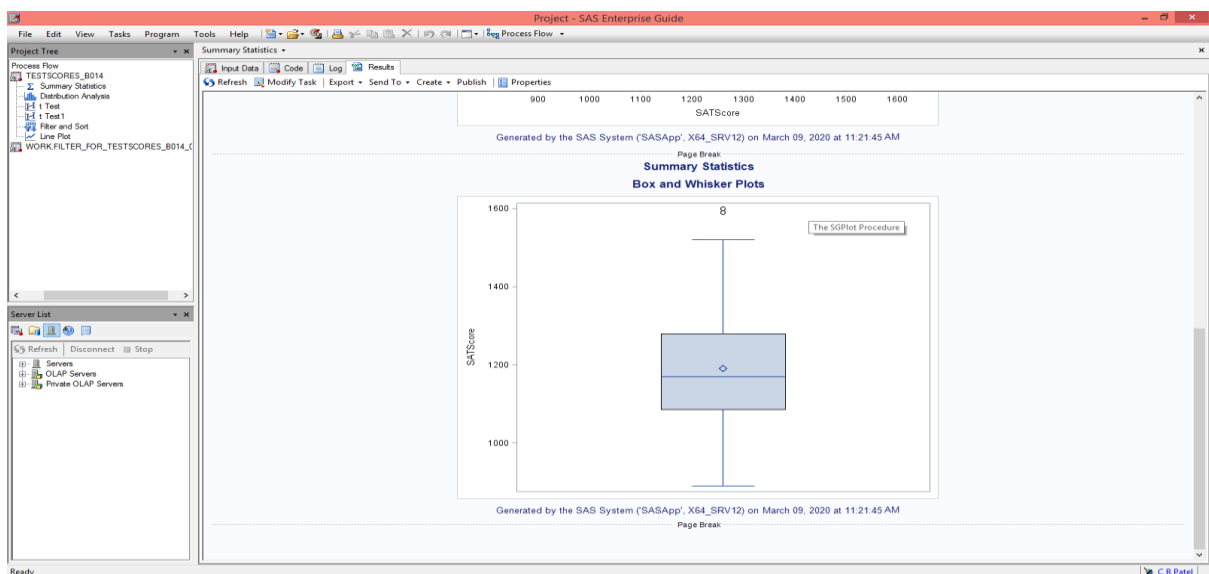 Project - SAS Enterprise Guide
File Edit View Tasks Program Tools Help Process Flow
Project Tree
Process Flow
TESTSCORES_B014
Summary Statistics
Distribution Analysis
t Test
t Test1
Filter and Sort
Line Plot
WORK.FILTER_FOR_TESTSCORES_B014_(
Server List
Refresh Disconnect Stop
Servers
OLAP Servers
Private OLAP Servers
Summary Statistics
Input Data Code Log Results
Refresh Modify Task Export Send To Create Publish Properties
900 1000 1100 1200 1300 1400 1500 1600
SATScore
Generated by the SAS System ('SASApp', X64_SRV12) on March 09, 2020 at 11:21:45 AM
Page Break
Summary Statistics
Box and Whisker Plots
1600
8
The SGPlot Procedure
1400
SATScore
1200
1000
Generated by the SAS System ('SASApp', X64_SRV12) on March 09, 2020 at 11:21:45 AM
Page Break
Ready
C B Patel